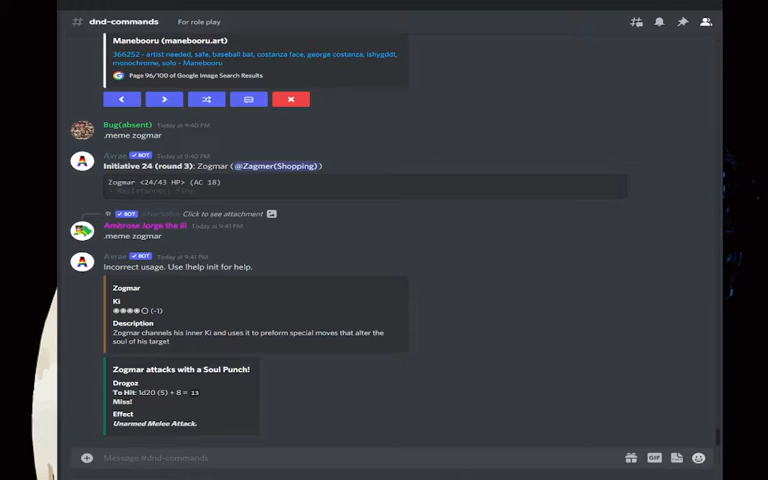 # dnd-commands For role play
Manebooru (manebooru.art)
366252 - artist needed, safe, baseball bat, costanza face, george costanza, ishygddt,
monochrome, solo - Manebooru
Page 96/100 of Google Image Search Results
Bug(absent) Today at 9:40 PM
.meme zogmar
Avrae BOT Today at 9:40 PM
Initiative 24 (round 3): Zogmar (@Zagmer(Shopping))
Zogmar <24/43 HP> (AC 18)
> Resistances: fire
BOT Click to see attachment
Ambrose Jorge the iii Today at 9:41 PM
.meme zogmar
Avrae BOT Today at 9:41 PM
Incorrect usage. Use !help init for help.
Zogmar
Ki
(-1)
Description
Zogmar channels his inner Ki and uses it to preform special moves that alter the
soul of his target
Zogmar attacks with a Soul Punch!
Drogoz
To Hit: 1d20 (5) + 8 = 13
Miss!
Effect
Unarmed Melee Attack.
Message #dnd-commands
GIF